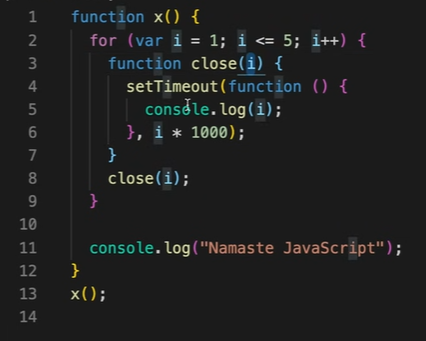 1 function x() {
2 for (var i = 1; i <= 5; i++) {
3 function close(i) {
4 setTimeout(function () {
5 console.log(i);
6 }, i * 1000);
7 }
8 close(i);
9 }
10
11 console.log("Namaste JavaScript");
12 }
13 x();
14